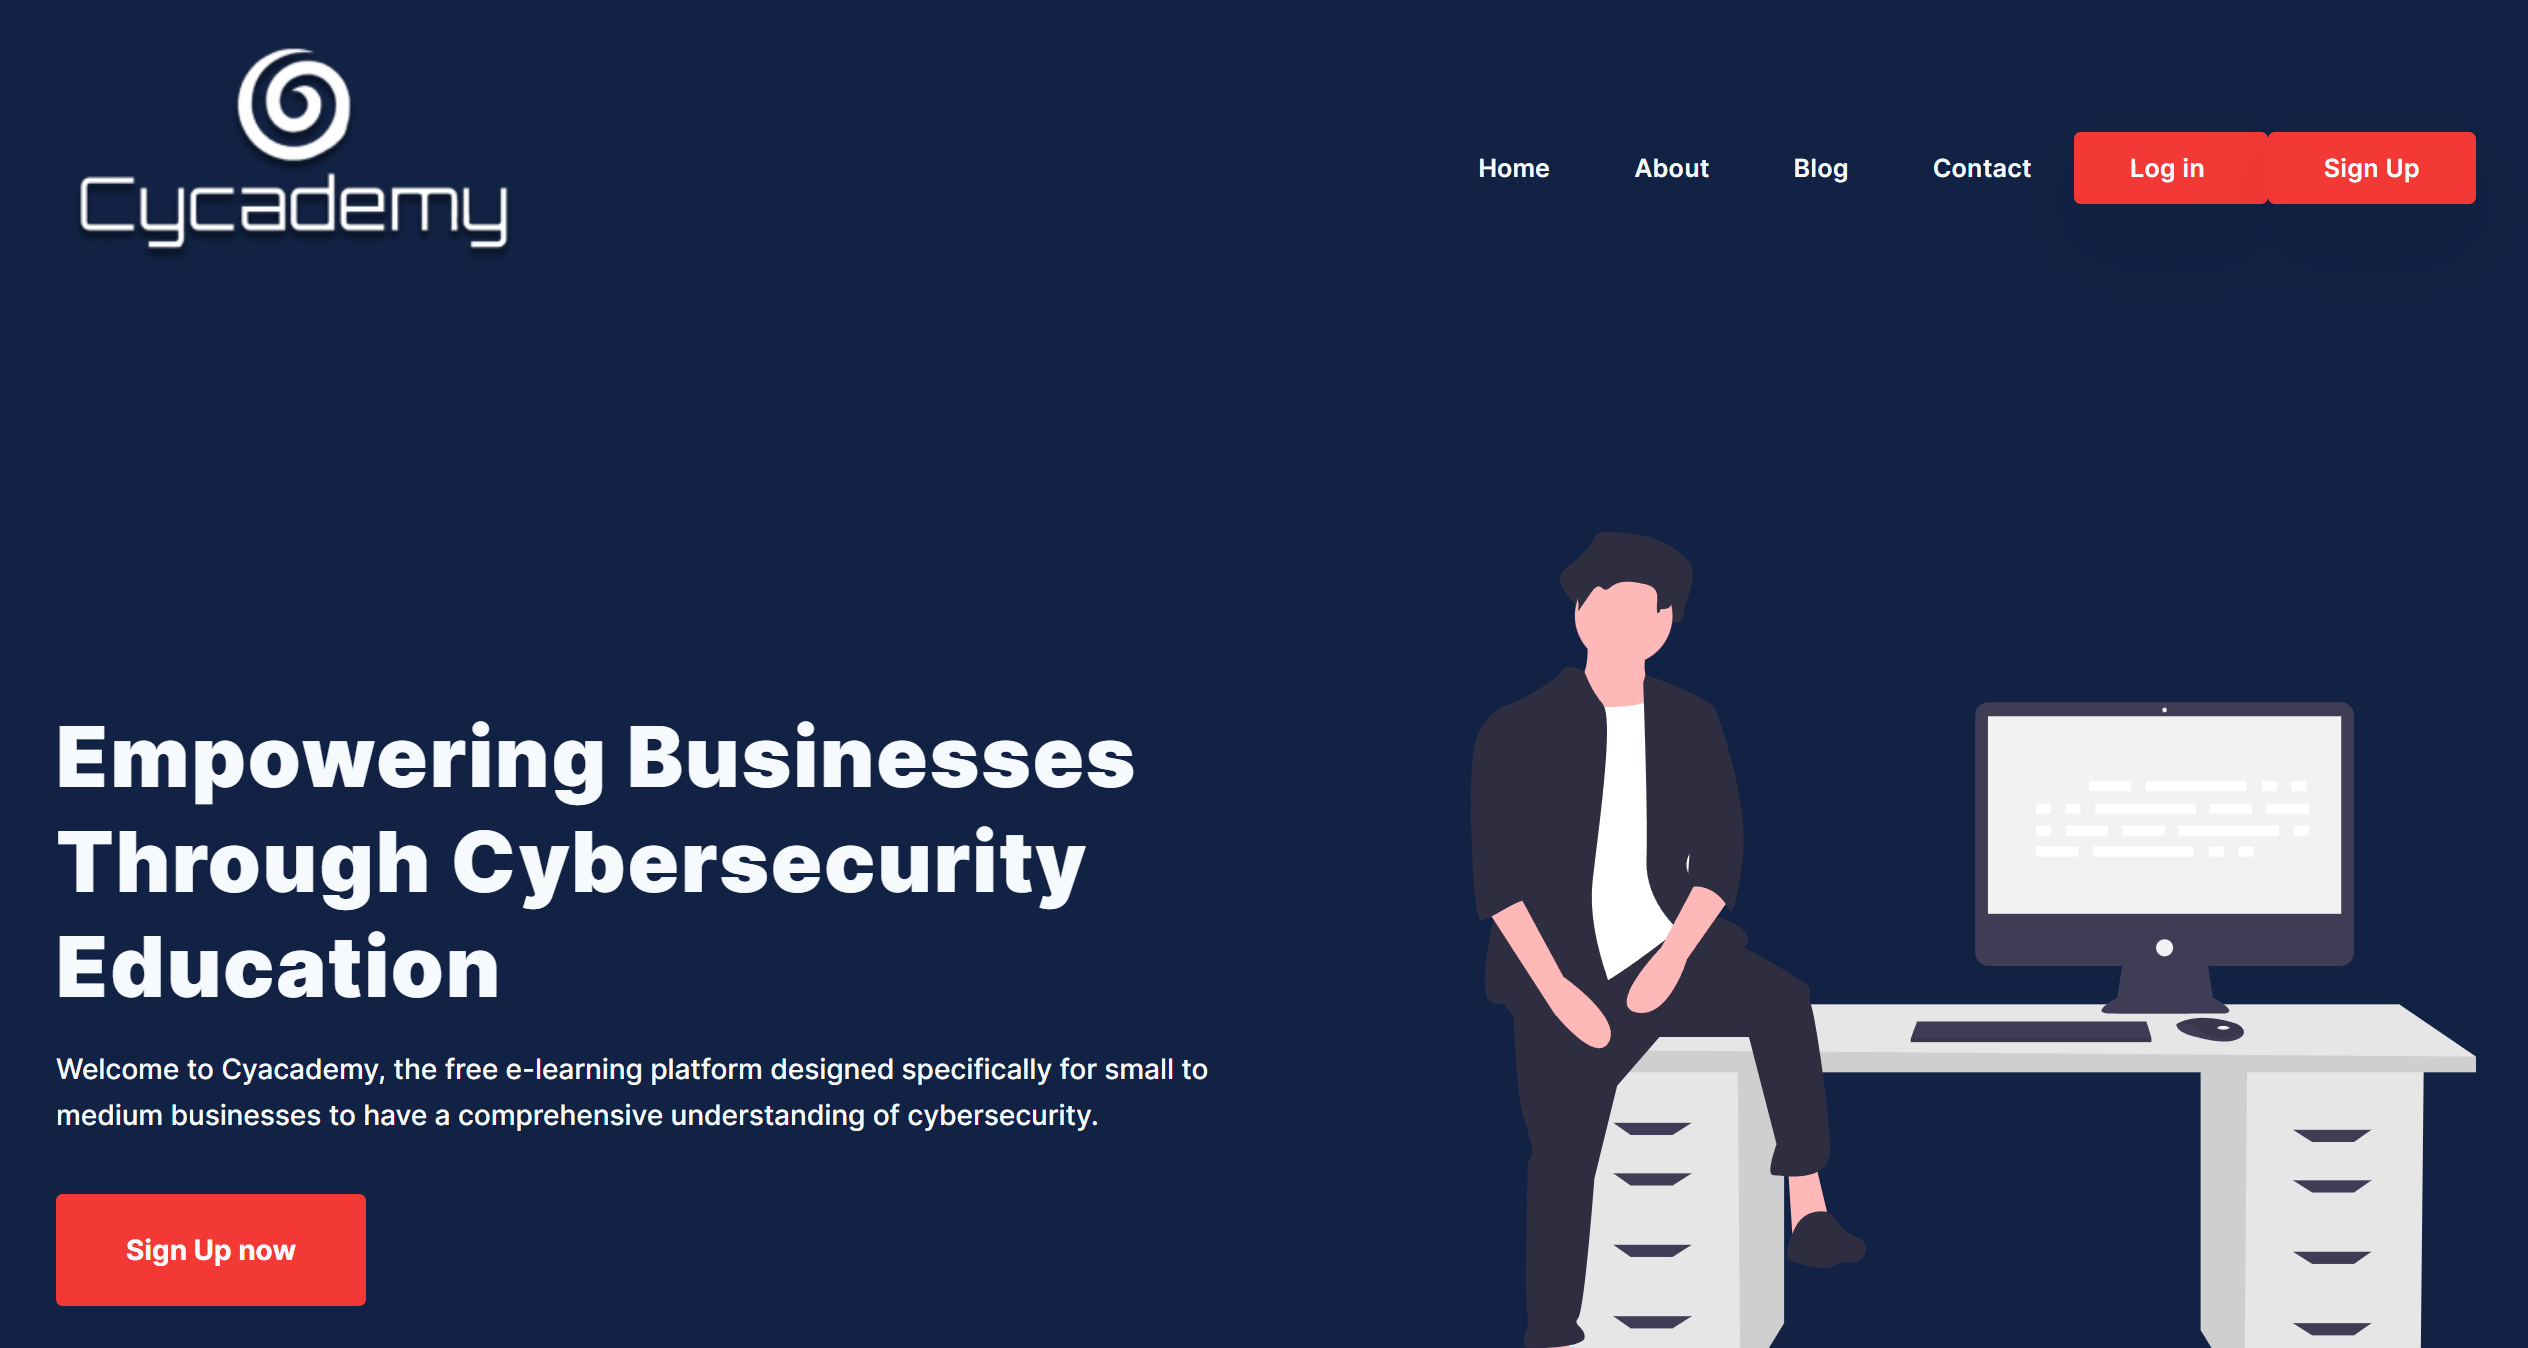 Cycademy
Home About Blog Contact Log in Sign Up
Empowering Businesses
Through Cybersecurity
Education
Welcome to Cyacademy, the free e-learning platform designed specifically for small to
medium businesses to have a comprehensive understanding of cybersecurity.
Sign Up now